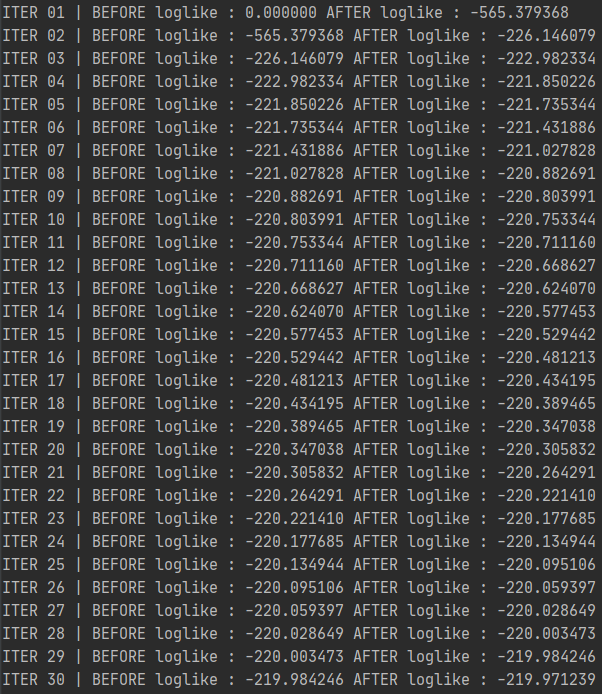 ITER 01 | BEFORE loglike : 0.000000 AFTER loglike : -565.379368
ITER 02 | BEFORE loglike : -565.379368 AFTER loglike : -226.146079
ITER 03 | BEFORE loglike : -226.146079 AFTER loglike : -222.982334
ITER 04 | BEFORE loglike : -222.982334 AFTER loglike : -221.850226
ITER 05 | BEFORE loglike : -221.850226 AFTER loglike : -221.735344
ITER 06 | BEFORE loglike : -221.735344 AFTER loglike : -221.431886
ITER 07 | BEFORE loglike : -221.431886 AFTER loglike : -221.027828
ITER 08 | BEFORE loglike : -221.027828 AFTER loglike : -220.882691
ITER 09 | BEFORE loglike : -220.882691 AFTER loglike : -220.803991
ITER 10 | BEFORE loglike : -220.803991 AFTER loglike : -220.753344
ITER 11 | BEFORE loglike : -220.753344 AFTER loglike : -220.711160
ITER 12 | BEFORE loglike : -220.711160 AFTER loglike : -220.668627
ITER 13 | BEFORE loglike : -220.668627 AFTER loglike : -220.624070
ITER 14 | BEFORE loglike : -220.624070 AFTER loglike : -220.577453
ITER 15 | BEFORE loglike : -220.577453 AFTER loglike : -220.529442
ITER 16 | BEFORE loglike : -220.529442 AFTER loglike : -220.481213
ITER 17 | BEFORE loglike : -220.481213 AFTER loglike : -220.434195
ITER 18 | BEFORE loglike : -220.434195 AFTER loglike : -220.389465
ITER 19 | BEFORE loglike : -220.389465 AFTER loglike : -220.347038
ITER 20 | BEFORE loglike : -220.347038 AFTER loglike : -220.305832
ITER 21 | BEFORE loglike : -220.305832 AFTER loglike : -220.264291
ITER 22 | BEFORE loglike : -220.264291 AFTER loglike : -220.221410
ITER 23 | BEFORE loglike : -220.221410 AFTER loglike : -220.177685
ITER 24 | BEFORE loglike : -220.177685 AFTER loglike : -220.134944
ITER 25 | BEFORE loglike : -220.134944 AFTER loglike : -220.095106
ITER 26 | BEFORE loglike : -220.095106 AFTER loglike : -220.059397
ITER 27 | BEFORE loglike : -220.059397 AFTER loglike : -220.028649
ITER 28 | BEFORE loglike : -220.028649 AFTER loglike : -220.003473
ITER 29 | BEFORE loglike : -220.003473 AFTER loglike : -219.984246
ITER 30 | BEFORE loglike : -219.984246 AFTER loglike : -219.971239